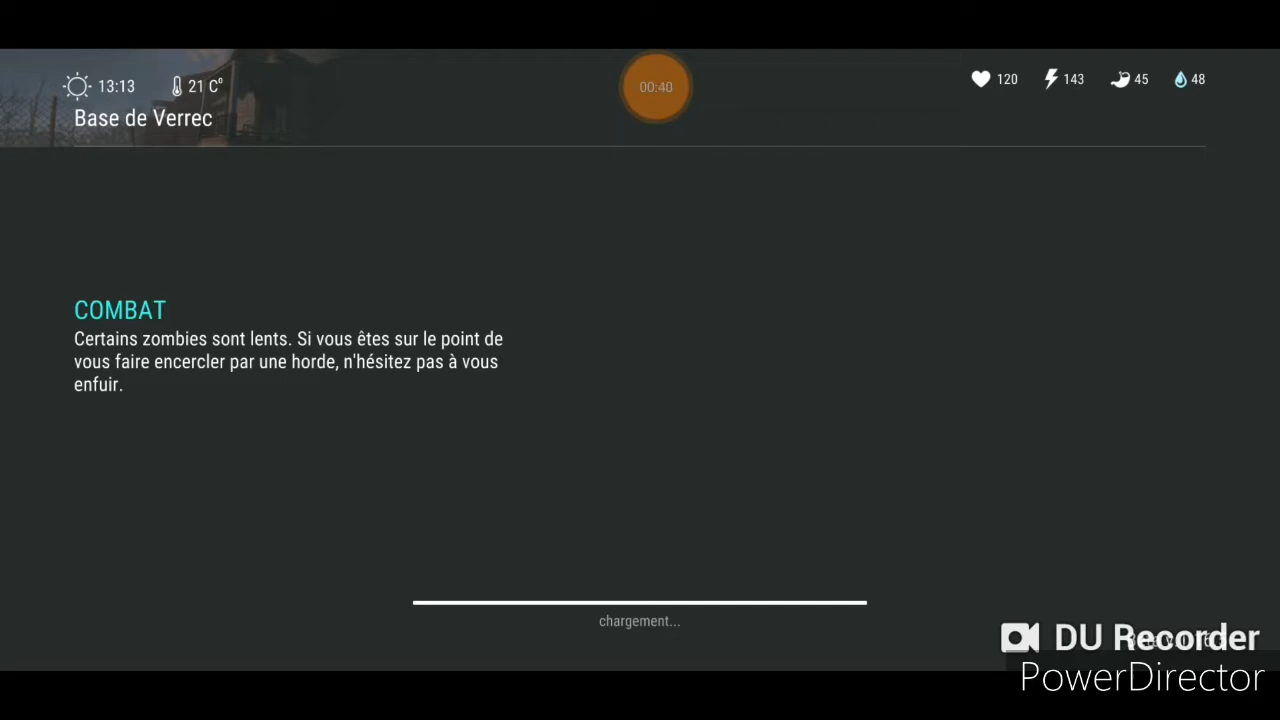 13:13 21 C° 00:40 120 143 45 48
Base de Verrec
COMBAT
Certains zombies sont lents. Si vous êtes sur le point de
vous faire encercler par une horde, n'hésitez pas à vous
enfuir.
chargement...
DU Recorder
PowerDirector